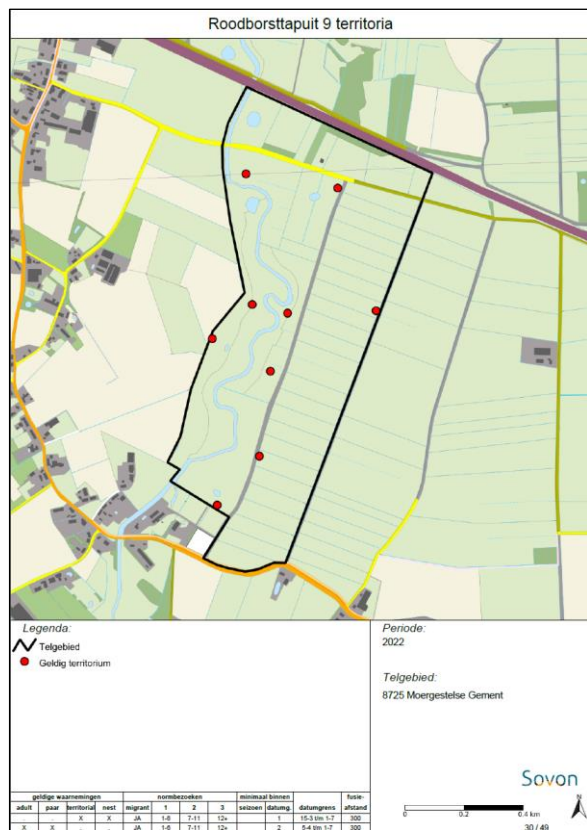 Roodborsttapuit 9 territoria
Legenda:
Telgebied
Geldig territorium
Periode:
2022
Telgebied:
8725 Moergestelse Gement
Sovon
0 0.2 0.4 km
N
30 / 49
geldige waarnemingen normbezoeken minimaal binnen fusie-
adult paar territoriaal nest migrant 1 2 3 seizoen datumg. datumgrens afstand
. . X X JA 1-6 7-11 12+ 1 15-3 t/m 1-7 300
X X X X JA 1-6 7-11 12+ 2 5-4 t/m 1-7 300